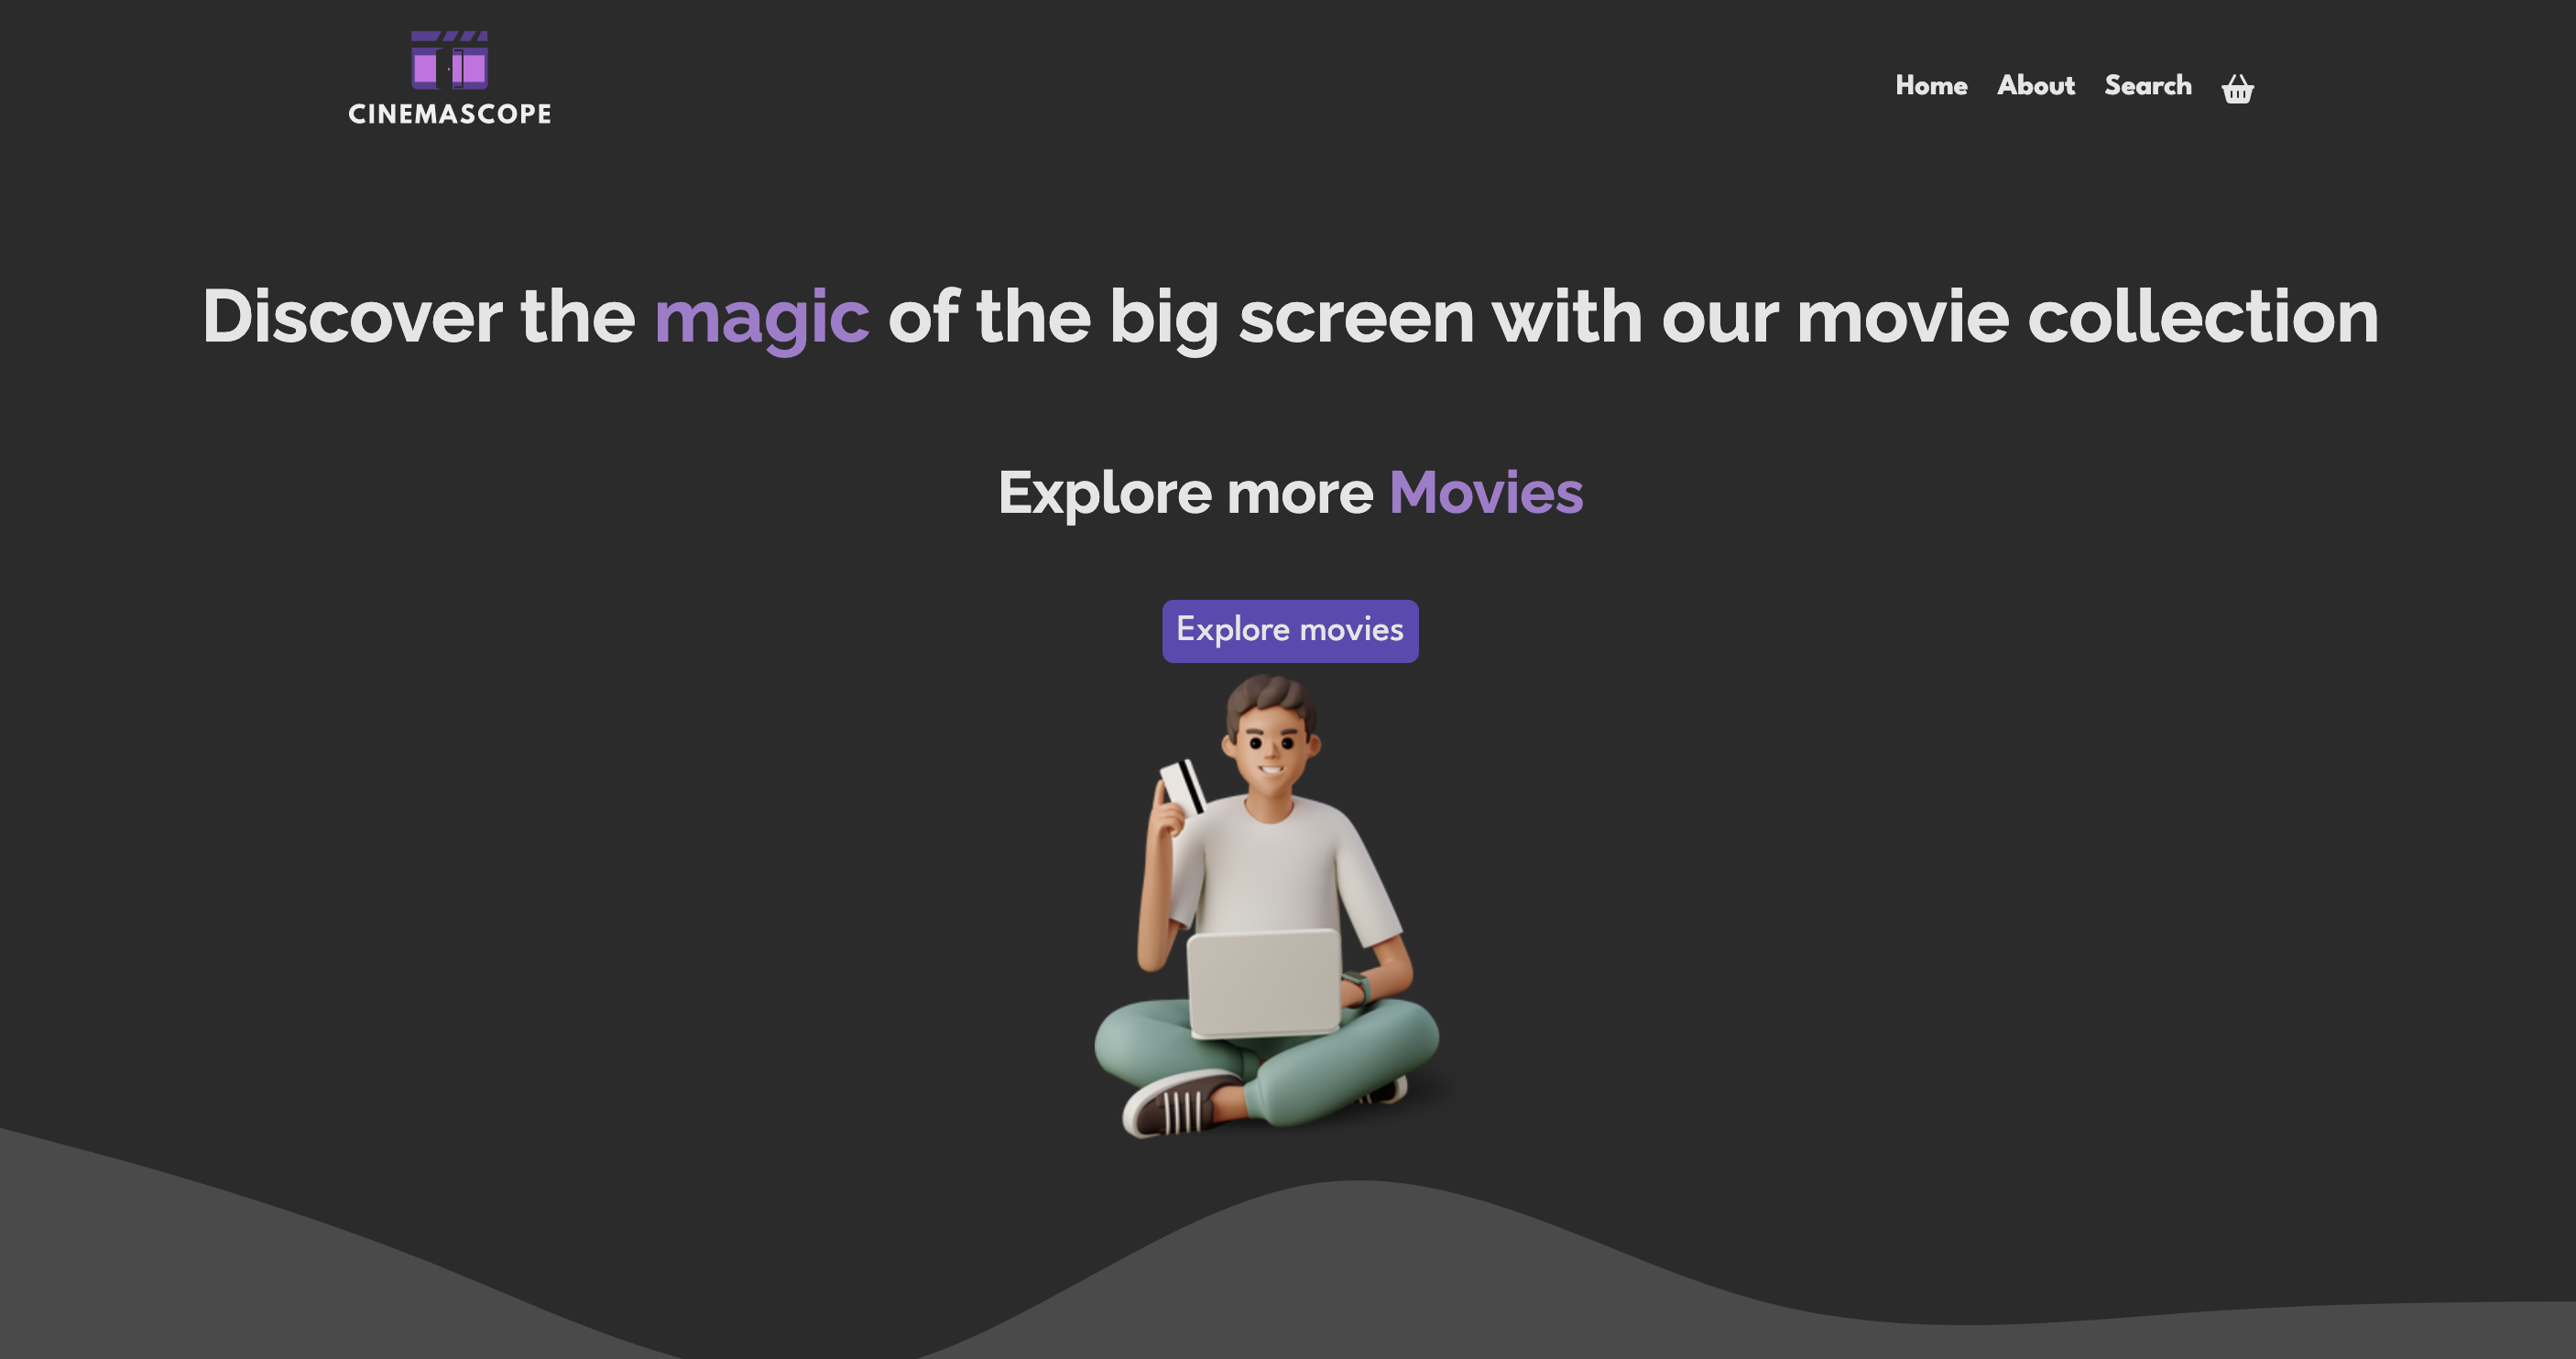 CINEMASCOPE
Home About Search
Discover the magic of the big screen with our movie collection
Explore more Movies
Explore movies